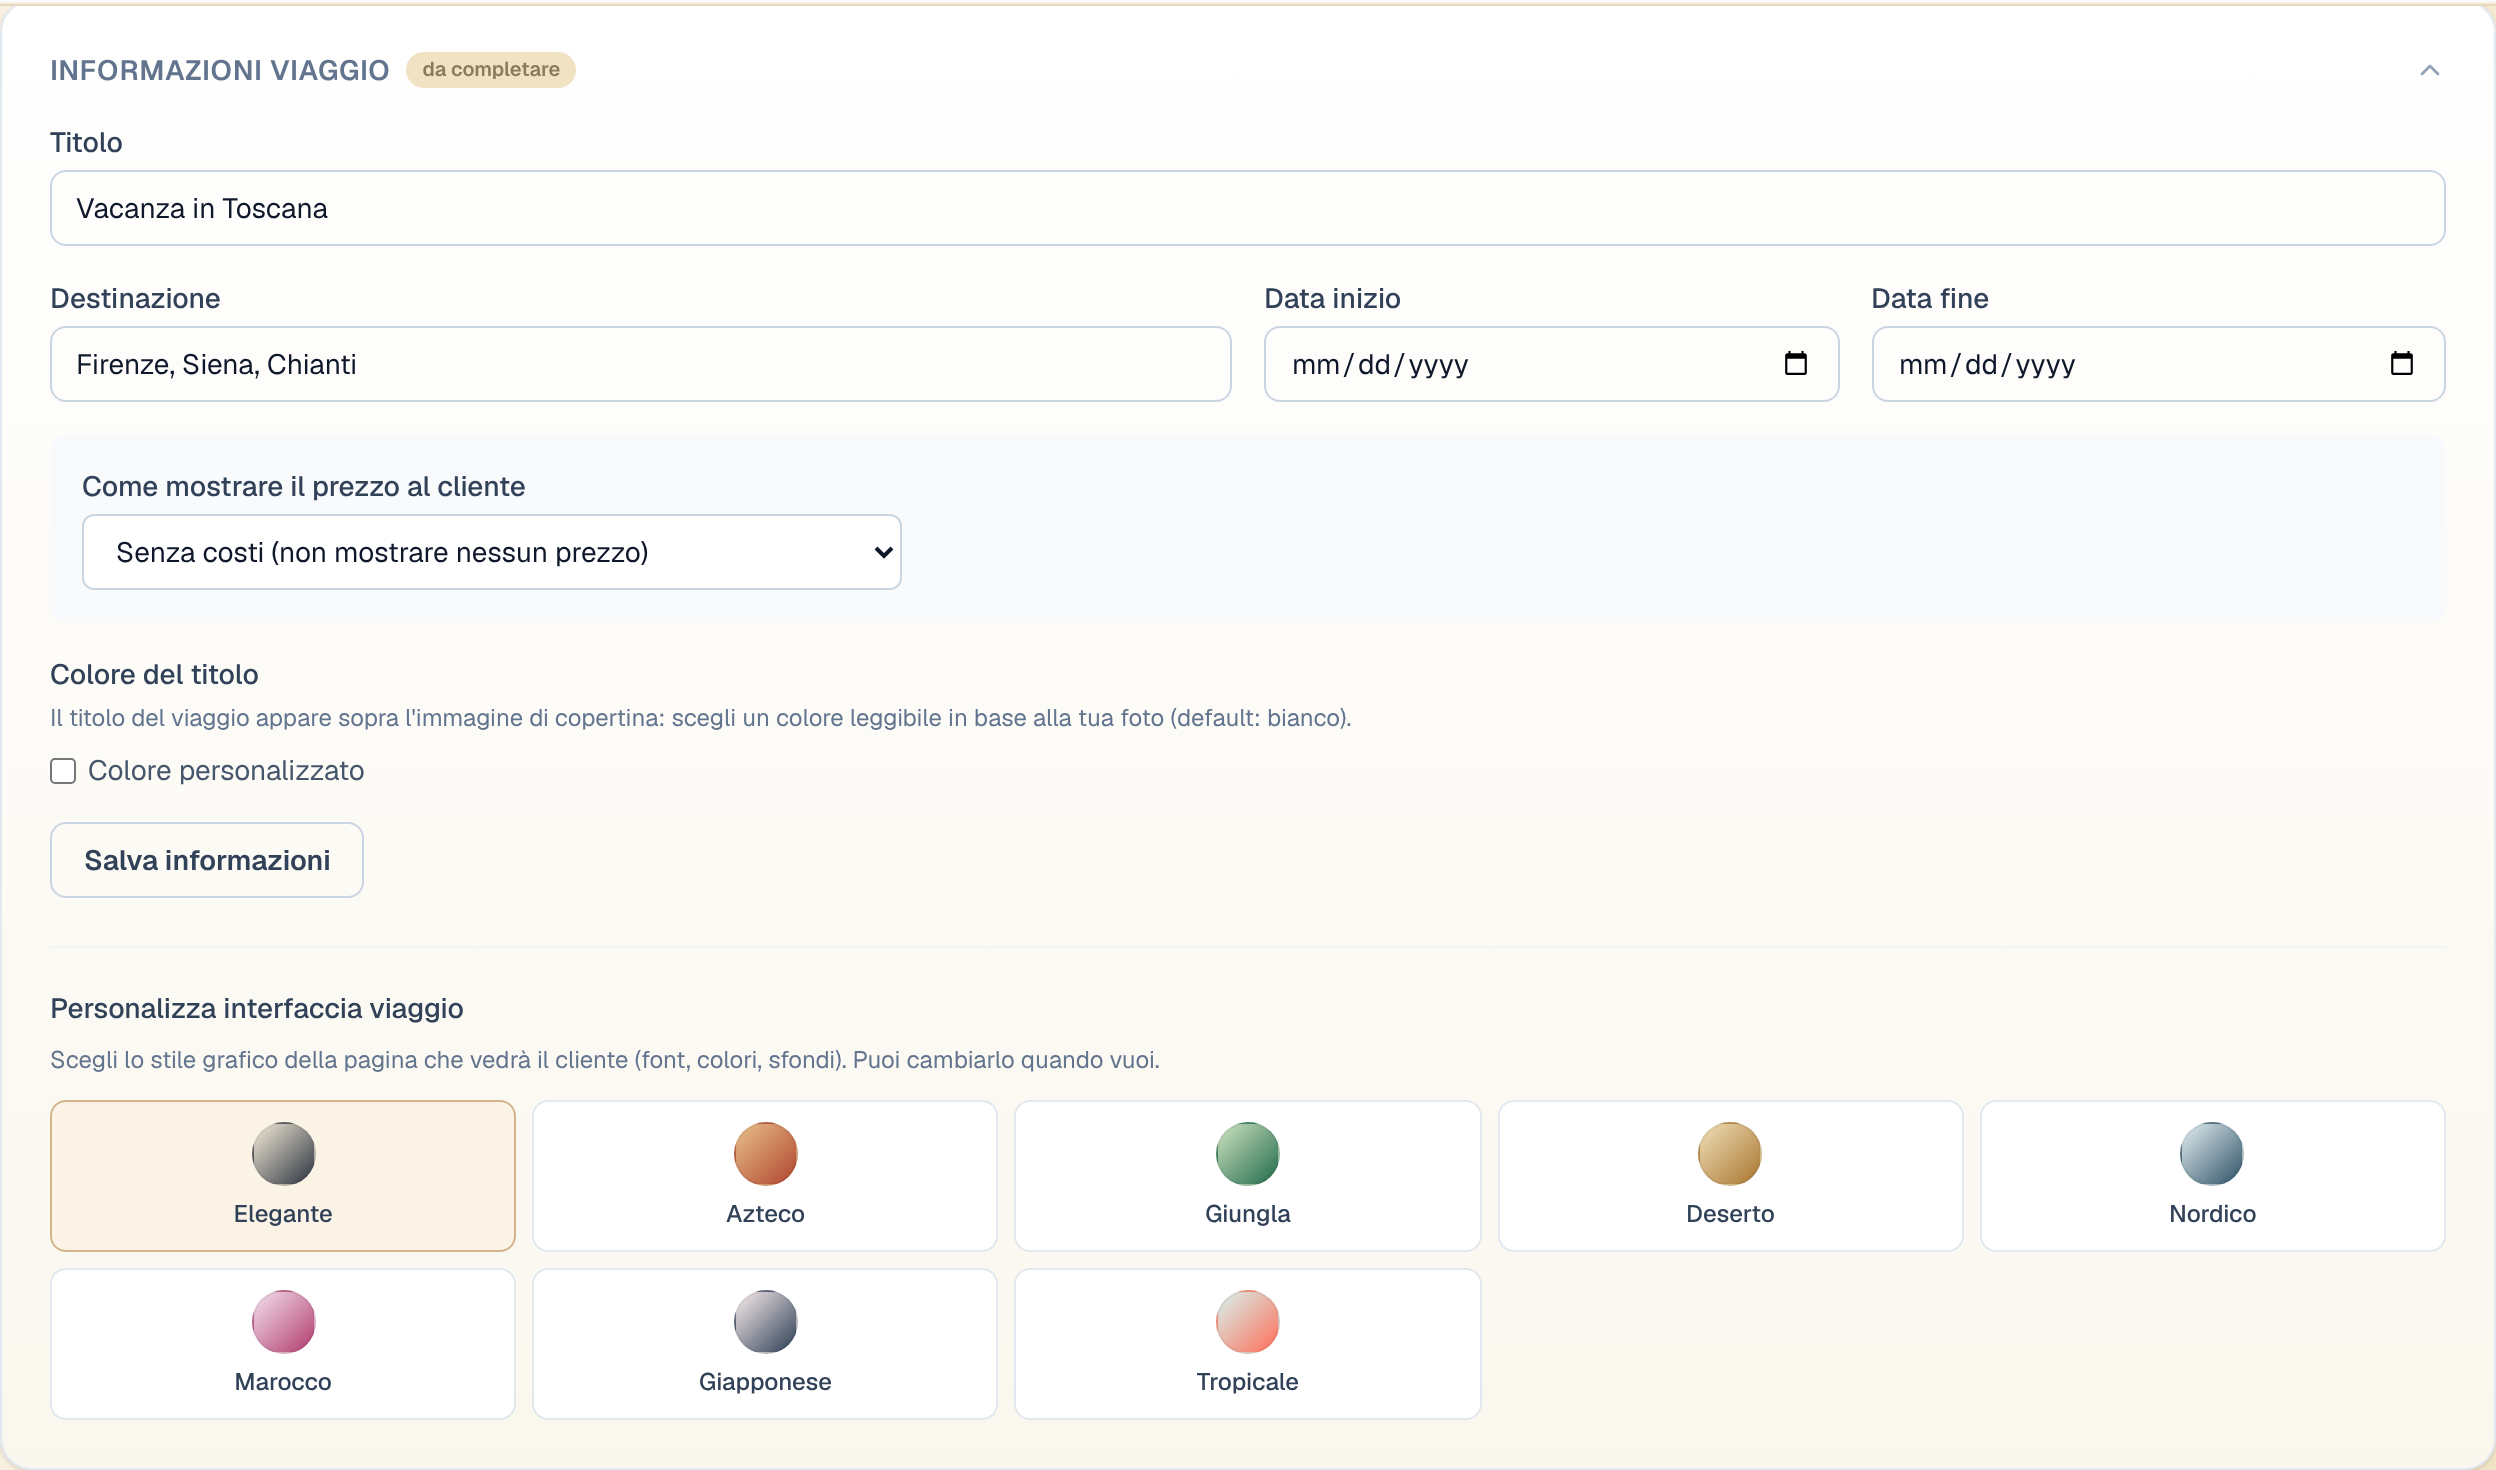 INFORMAZIONI VIAGGIO da completare
Titolo
Vacanza in Toscana
Destinazione Data inizio Data fine
Firenze, Siena, Chianti mm/dd/yyyy mm/dd/yyyy
Come mostrare il prezzo al cliente
Senza costi (non mostrare nessun prezzo)
Colore del titolo
Il titolo del viaggio appare sopra l'immagine di copertina: scegli un colore leggibile in base alla tua foto (default: bianco).
Colore personalizzato
Salva informazioni
Personalizza interfaccia viaggio
Scegli lo stile grafico della pagina che vedrà il cliente (font, colori, sfondi). Puoi cambiarlo quando vuoi.
Elegante Azteco Giungla Deserto Nordico
Marocco Giapponese Tropicale